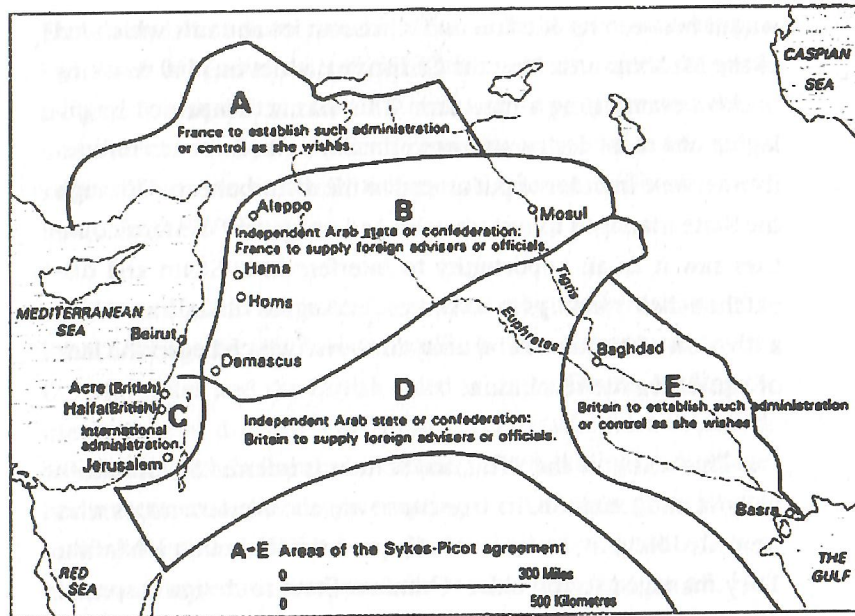 CASPIAN
SEA
A
France to establish such administration
or control as she wishes.
Aleppo
B
Mosul
Independent Arab state or confederation:
France to supply foreign advisers or officials.
Hama
Homs
Tigris
MEDITERRANEAN
SEA
Beirut
Euphrates
Baghdad
Damascus
Acre (British)
Haifa (British)
C
D
E
Independent Arab state or confederation:
Britain to supply foreign advisers or officials.
Britain to establish such administration
or control as she wishes
International
administration.
Jerusalem
Basra
A-E Areas of the Sykes-Picot agreement
0 300 Miles
0 500 Kilometres
RED
SEA
THE
GULF